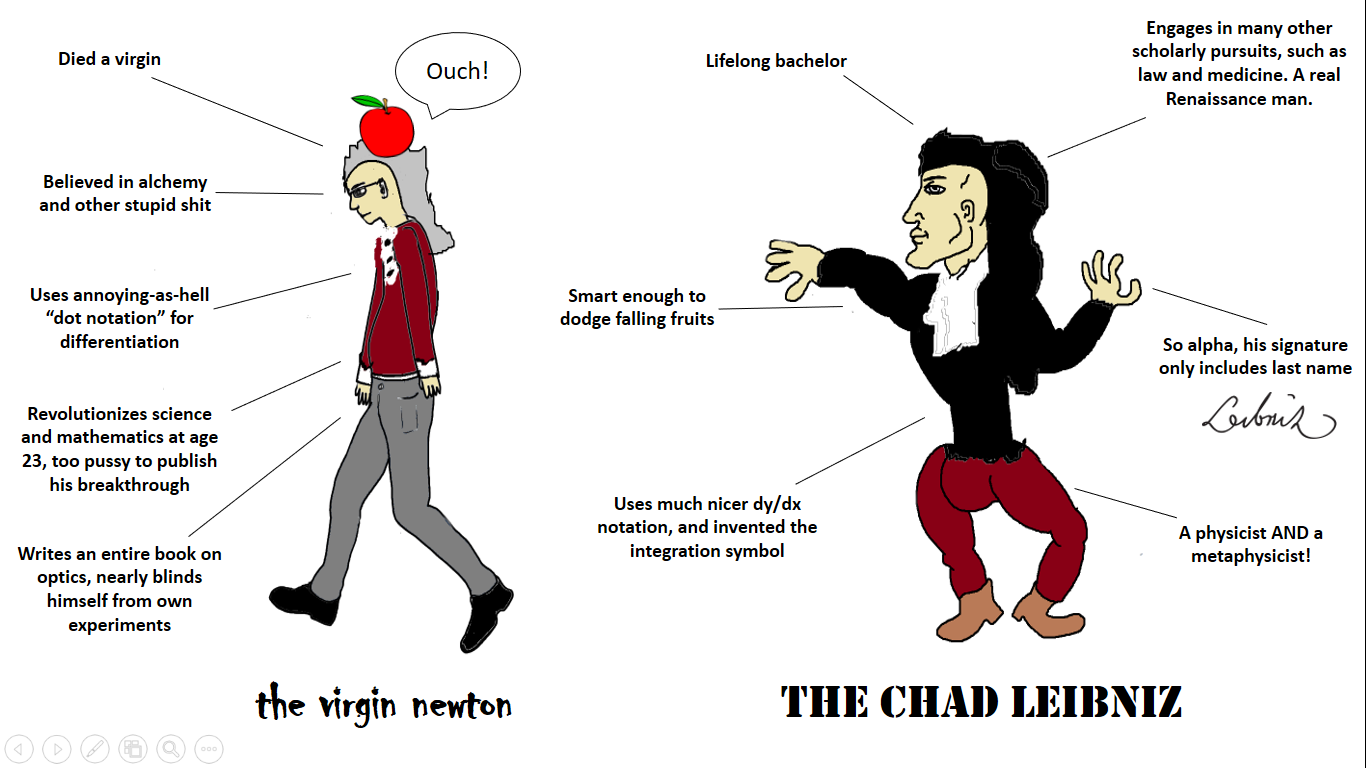 Died a virgin
Ouch!
Believed in alchemy
and other stupid shit
Uses annoying-as-hell
“dot notation” for
differentiation
Revolutionizes science
and mathematics at age
23, too pussy to publish
his breakthrough
Writes an entire book on
optics, nearly blinds
himself from own
experiments
the virgin newton
Lifelong bachelor
Engages in many other
scholarly pursuits, such as
law and medicine. A real
Renaissance man.
Smart enough to
dodge falling fruits
So alpha, his signature
only includes last name
Leibniz
Uses much nicer dy/dx
notation, and invented the
integration symbol
A physicist AND a
metaphysicist!
THE CHAD LEIBNIZ